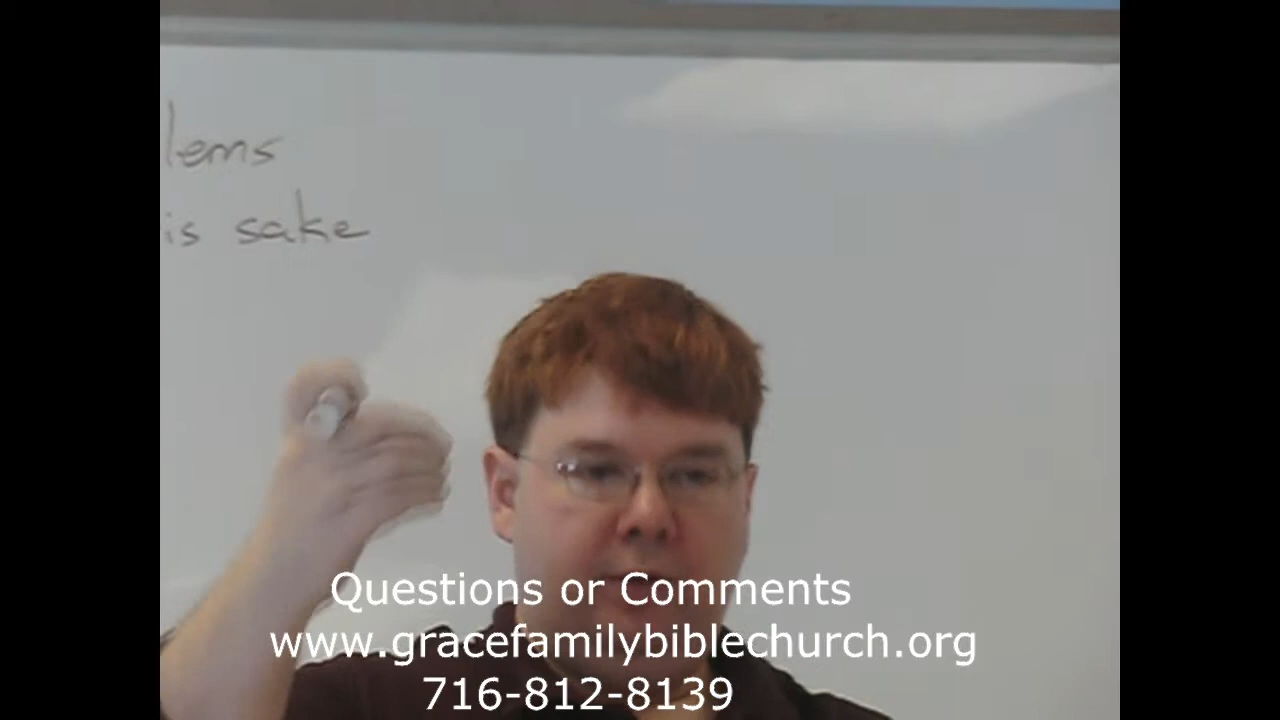 lems
is sake
Questions or Comments
www.gracefamilybiblechurch.org
716-812-8139